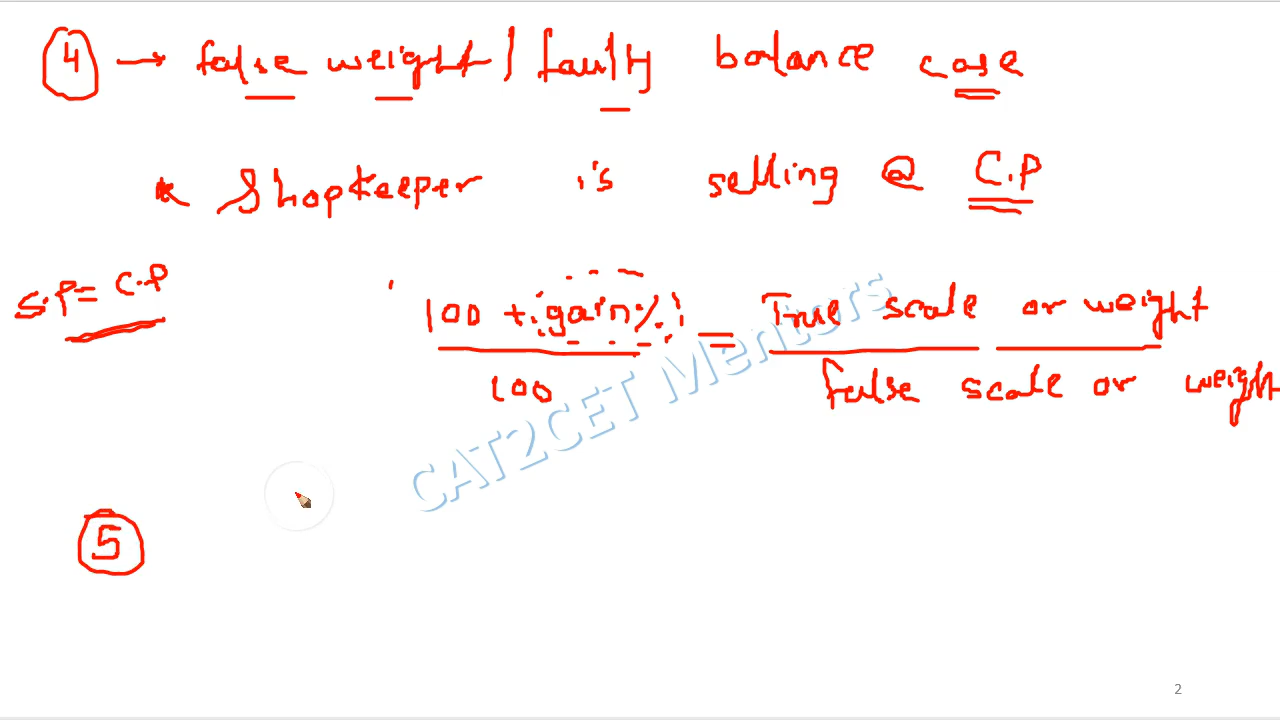 4 → false weight / faulty balance case
* Shopkeeper is selling @ C.P
S.P = C.P
100 + gain% / 100 = True scale or weight / false scale or weight
CAT2CET Mentors
5
2